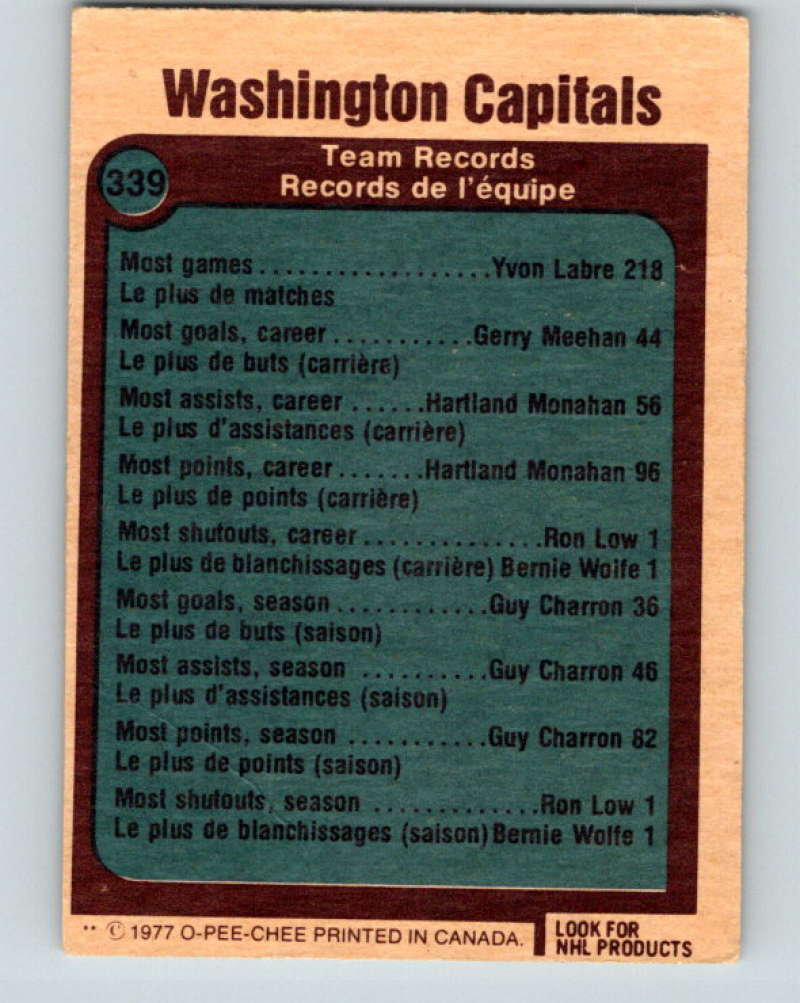 Washington Capitals
339
Team Records
Records de l'équipe
Most games..................Yvon Labre 218
Le plus de matches
Most goals, career...........Gerry Meehan 44
Le plus de buts (carrière)
Most assists, career ......Hartland Monahan 56
Le plus d'assistances (carrière)
Most points, career.......Hartland Monahan 96
Le plus de points (carrière)
Most shutouts, career..............Ron Low 1
Le plus de blanchissages (carrière) Bernie Wolfe 1
Most goals, season............Guy Charron 36
Le plus de buts (saison)
Most assists, season ..........Guy Charron 46
Le plus d'assistances (saison)
Most points, season ...........Guy Charron 82
Le plus de points (saison)
Most shutouts, season .............Ron Low 1
Le plus de blanchissages (saison) Bernie Wolfe 1
** © 1977 O-PEE-CHEE PRINTED IN CANADA.
LOOK FOR
NHL PRODUCTS